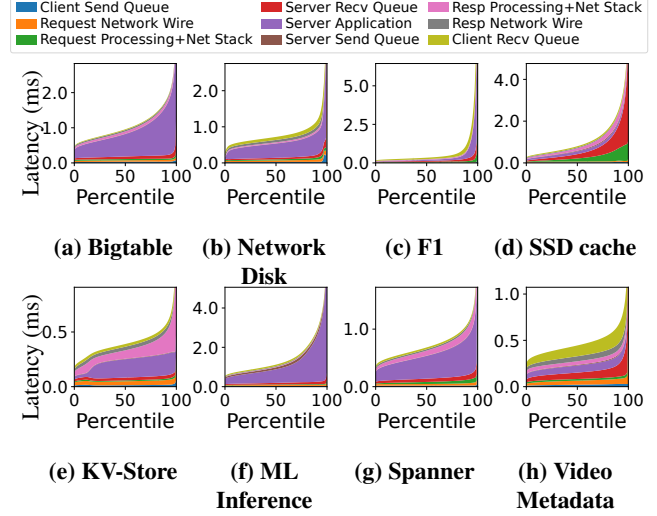 Client Send Queue Server Recv Queue Resp Processing+Net Stack
Request Network Wire Server Application Resp Network Wire
Request Processing+Net Stack Server Send Queue Client Recv Queue
Latency (ms)
2.0
1.0
0.0
0 50 100
Percentile
2.0
1.0
0.0
0 50 100
Percentile
5.0
2.5
0.0
0 50 100
Percentile
4.0
2.0
0.0
0 50 100
Percentile
(a) Bigtable
(b) Network
Disk
(c) F1
(d) SSD cache
Latency (ms)
0.5
0.0
0 50 100
Percentile
4.0
2.0
0.0
0 50 100
Percentile
1.0
0.0
0 50 100
Percentile
1.0
0.5
0.0
0 50 100
Percentile
(e) KV-Store
(f) ML
Inference
(g) Spanner
(h) Video
Metadata